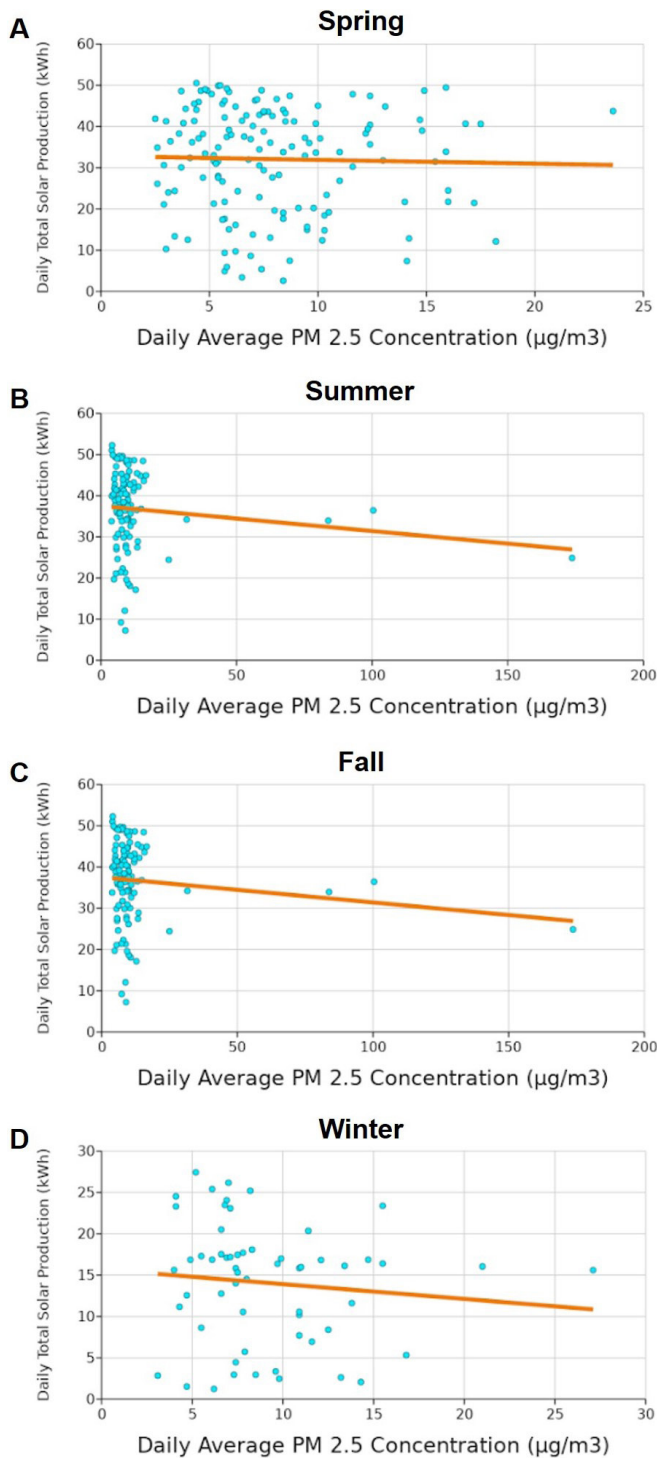 A
Spring
Daily Total Solar Production (kWh)
60
50
40
30
20
10
0
0 5 10 15 20 25
Daily Average PM 2.5 Concentration (µg/m3)
B
Summer
Daily Total Solar Production (kWh)
60
50
40
30
20
10
0
0 50 100 150 200
Daily Average PM 2.5 Concentration (µg/m3)
C
Fall
Daily Total Solar Production (kWh)
60
50
40
30
20
10
0
0 50 100 150 200
Daily Average PM 2.5 Concentration (µg/m3)
D
Winter
Daily Total Solar Production (kWh)
30
25
20
15
10
5
0
5 10 15 20 25 30
Daily Average PM 2.5 Concentration (µg/m3)